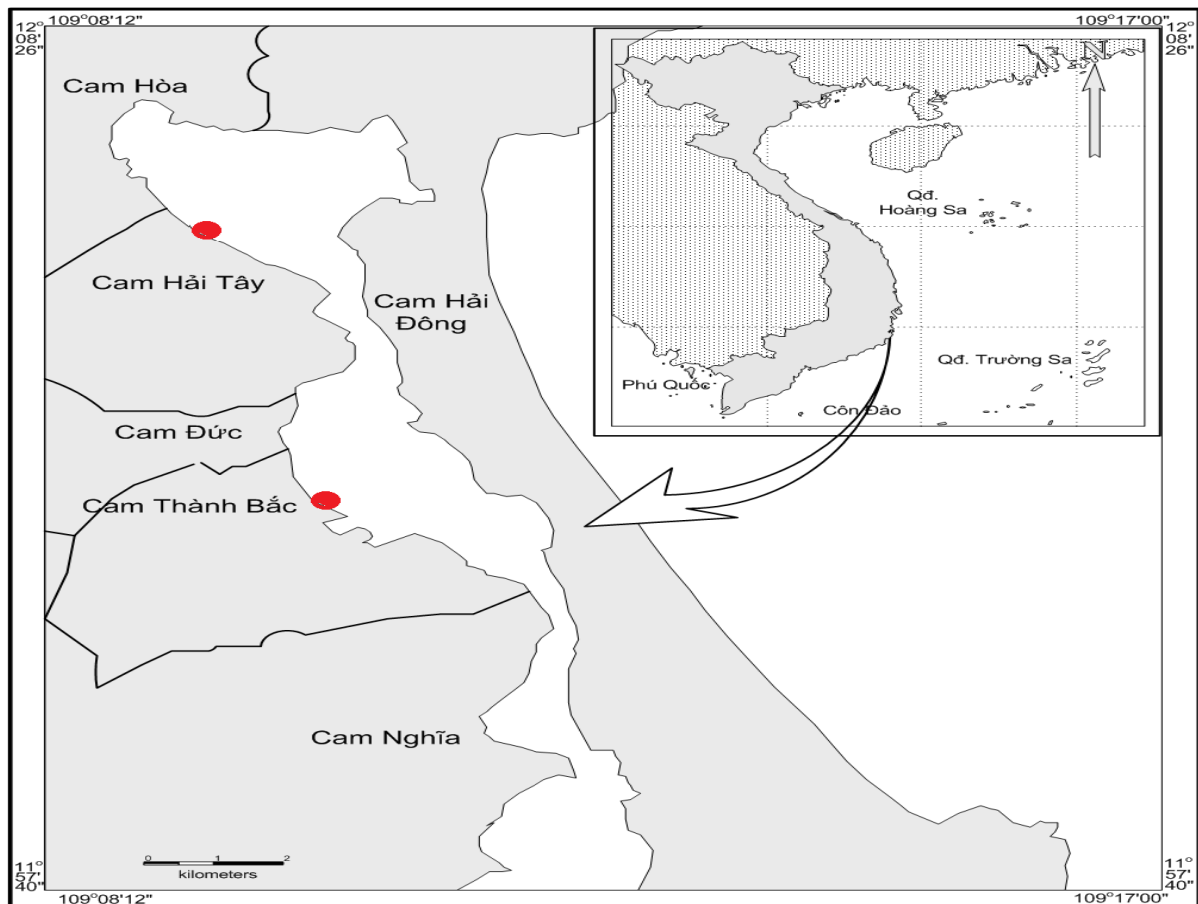 109°08'12"
109°17'00"
12°
08'
26"
12°
08'
26"
N
Cam Hòa
Qđ.
Hoàng Sa
Cam Hải Tây
Cam Hải
Đông
Qđ. Trường Sa
Phú Quốc
Côn Đảo
Cam Đức
Cam Thành Bắc
Cam Nghĩa
0 1 2
kilometers
11°
57'
40"
11°
57'
40"
109°08'12"
109°17'00"